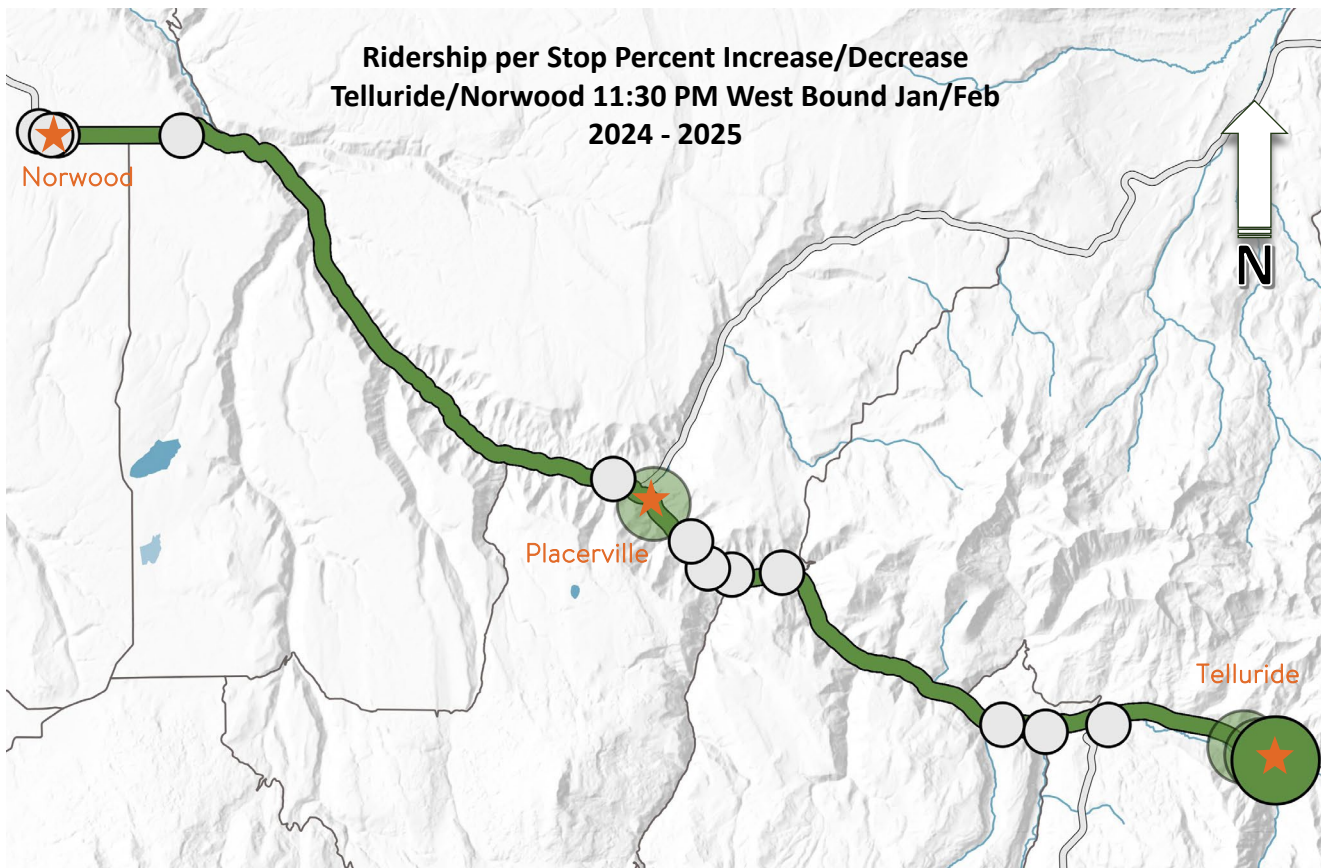 Ridership per Stop Percent Increase/Decrease
Telluride/Norwood 11:30 PM West Bound Jan/Feb
2024 - 2025
Norwood
N
Placerville
Telluride